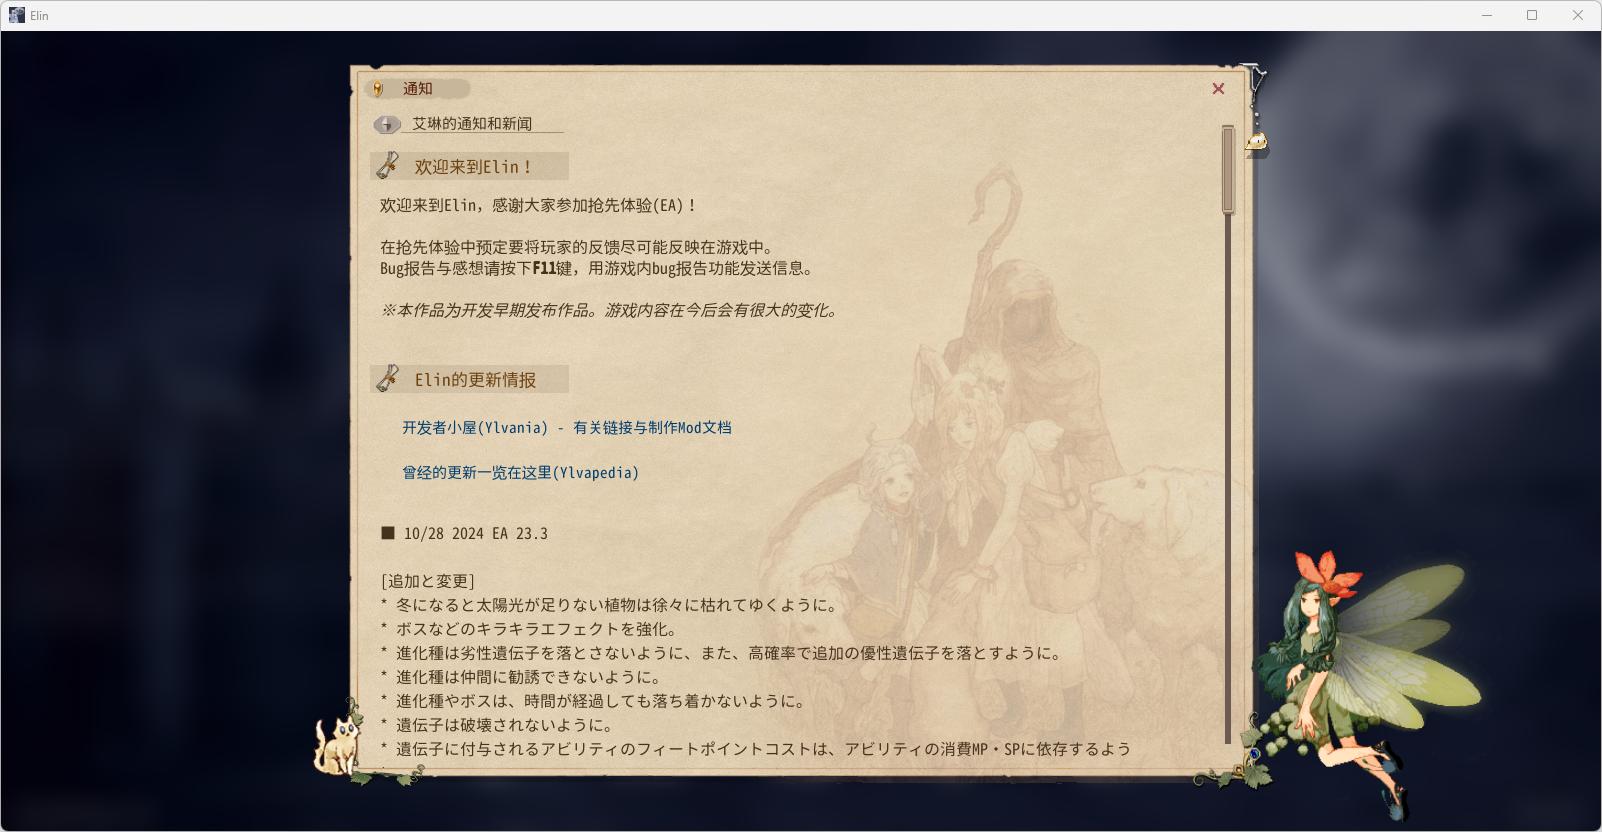 Elin
通知
艾琳的通知和新闻
欢迎来到Elin！
欢迎来到Elin，感谢大家参加抢先体验(EA)！
在抢先体验中预定要将玩家的反馈尽可能反映在游戏中。
Bug报告与感想请按下F11键，用游戏内bug报告功能发送信息。
※本作品为开发早期发布作品。游戏内容在今后会有很大的变化。
Elin的更新情报
开发者小屋(Ylvania) - 有关链接与制作Mod文档
曾经的更新一览在这里(Ylvapedia)
■ 10/28 2024 EA 23.3
[追加と変更]
* 冬になると太陽光が足りない植物は徐々に枯れてゆくように。
* ボスなどのキラキラエフェクトを強化。
* 進化種は劣性遺伝子を落とさないように、また、高確率で追加の優性遺伝子を落とすように。
* 進化種は仲間に勧誘できないように。
* 進化種やボスは、時間が経過しても落ち着かないように。
* 遺伝子は破壊されないように。
* 遺伝子に付与されるアビリティのフィートポイントコストは、アビリティの消費MP・SPに依存するよう